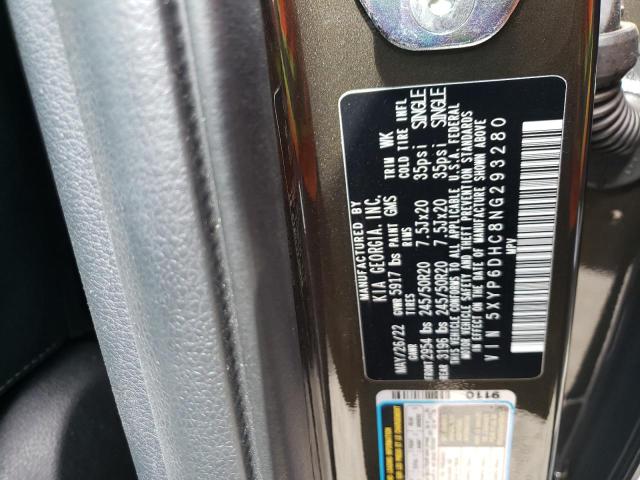 MANUFACTURED BY
KIA GEORGIA, INC.
MAY/26/22 GVWR 5917 lbs PAINT GMS TRIM WK
GAWR TIRES RIMS COLD TIRE INFL
FRONT 2954 lbs 245/50R20 7.5Jx20 35psi SINGLE
REAR 3196 lbs 245/50R20 7.5Jx20 35psi SINGLE
THIS VEHICLE CONFORMS TO ALL APPLICABLE U.S.A. FEDERAL
MOTOR VEHICLE SAFETY AND THEFT PREVENTION STANDARDS
IN EFFECT ON THE DATE OF MANUFACTURE SHOWN ABOVE
VIN 5XYP6DHC8NG293280
MPV
9110